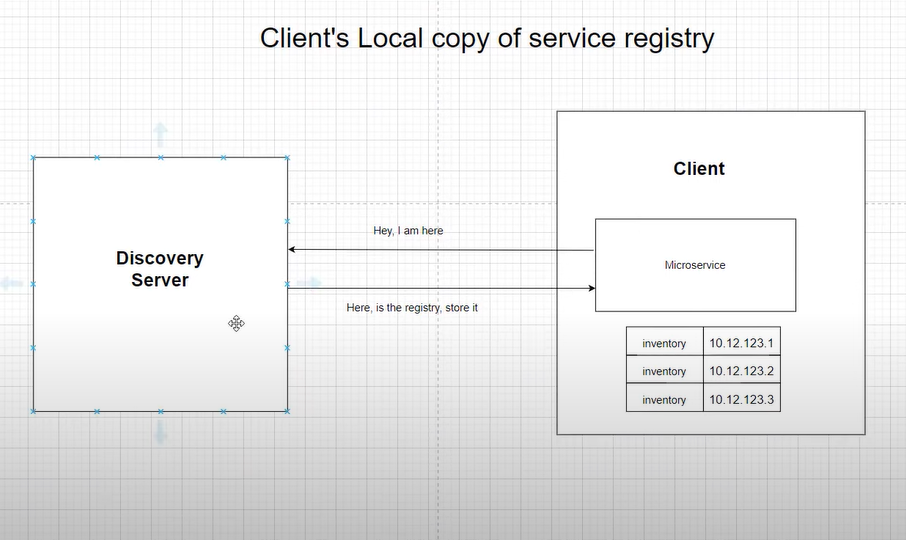 Client's Local copy of service registry
Client
Hey, I am here
Discovery
Server
Microservice
Here, is the registry, store it
inventory 10.12.123.1
inventory 10.12.123.2
inventory 10.12.123.3